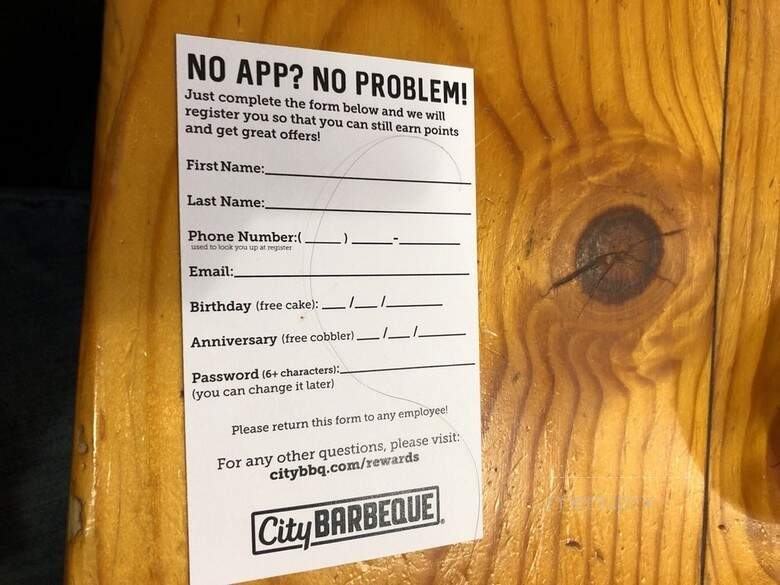 NO APP? NO PROBLEM!
Just complete the form below and we will
register you so that you can still earn points
and get great offers!
First Name:
Last Name:
Phone Number:( ) -
used to look you up at register
Email:
Birthday (free cake): / /
Anniversary (free cobbler) / /
Password (6+ characters):
(you can change it later)
Please return this form to any employee!
For any other questions, please visit:
citybbq.com/rewards
City BARBEQUE